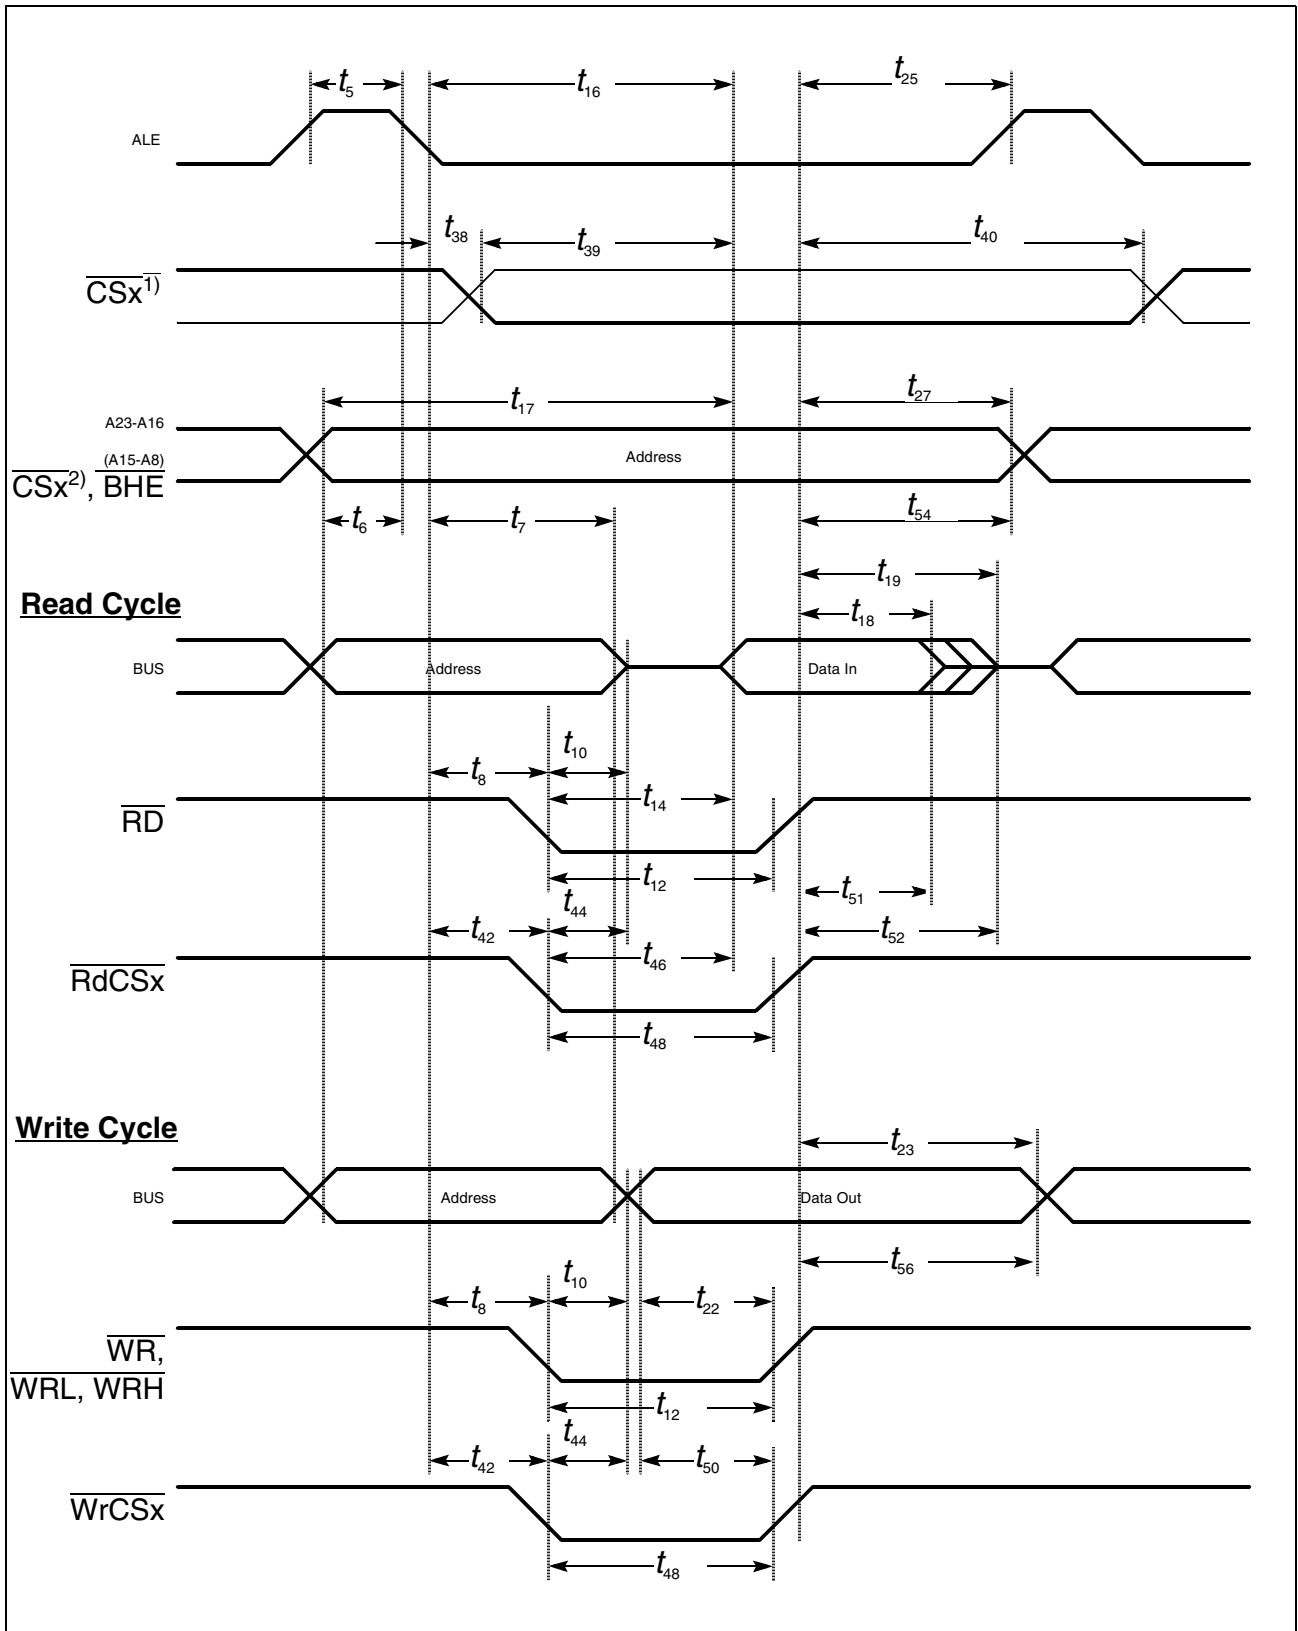 t5 t16 t25
ALE
t38 t39 t40
CSx1)
t17 t27
A23-A16
(A15-A8)
Address
CSx2), BHE
t6 t7 t54
t19
Read Cycle
t18
BUS Address Data In
t10
t8
t14
RD
t12
t51
t44
t42 t52
t46
RdCSx
t48
Write Cycle
t23
BUS Address Data Out
t56
t10
t8 t22
WR,
WRL, WRH
t12
t44
t42 t50
WrCSx
t48